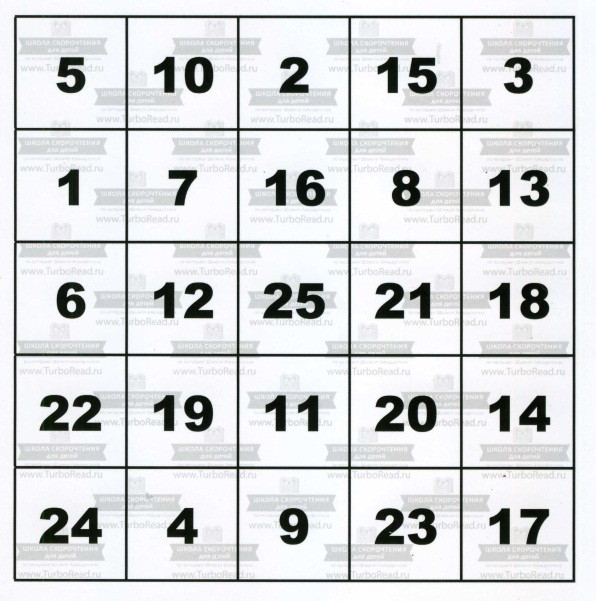 5 10 2 15 3
1 7 16 8 13
6 12 25 21 18
22 19 11 20 14
24 4 9 23 17
ШКОЛА СКОРОЧТЕНИЯ
для детей
www.TurboRead.ru